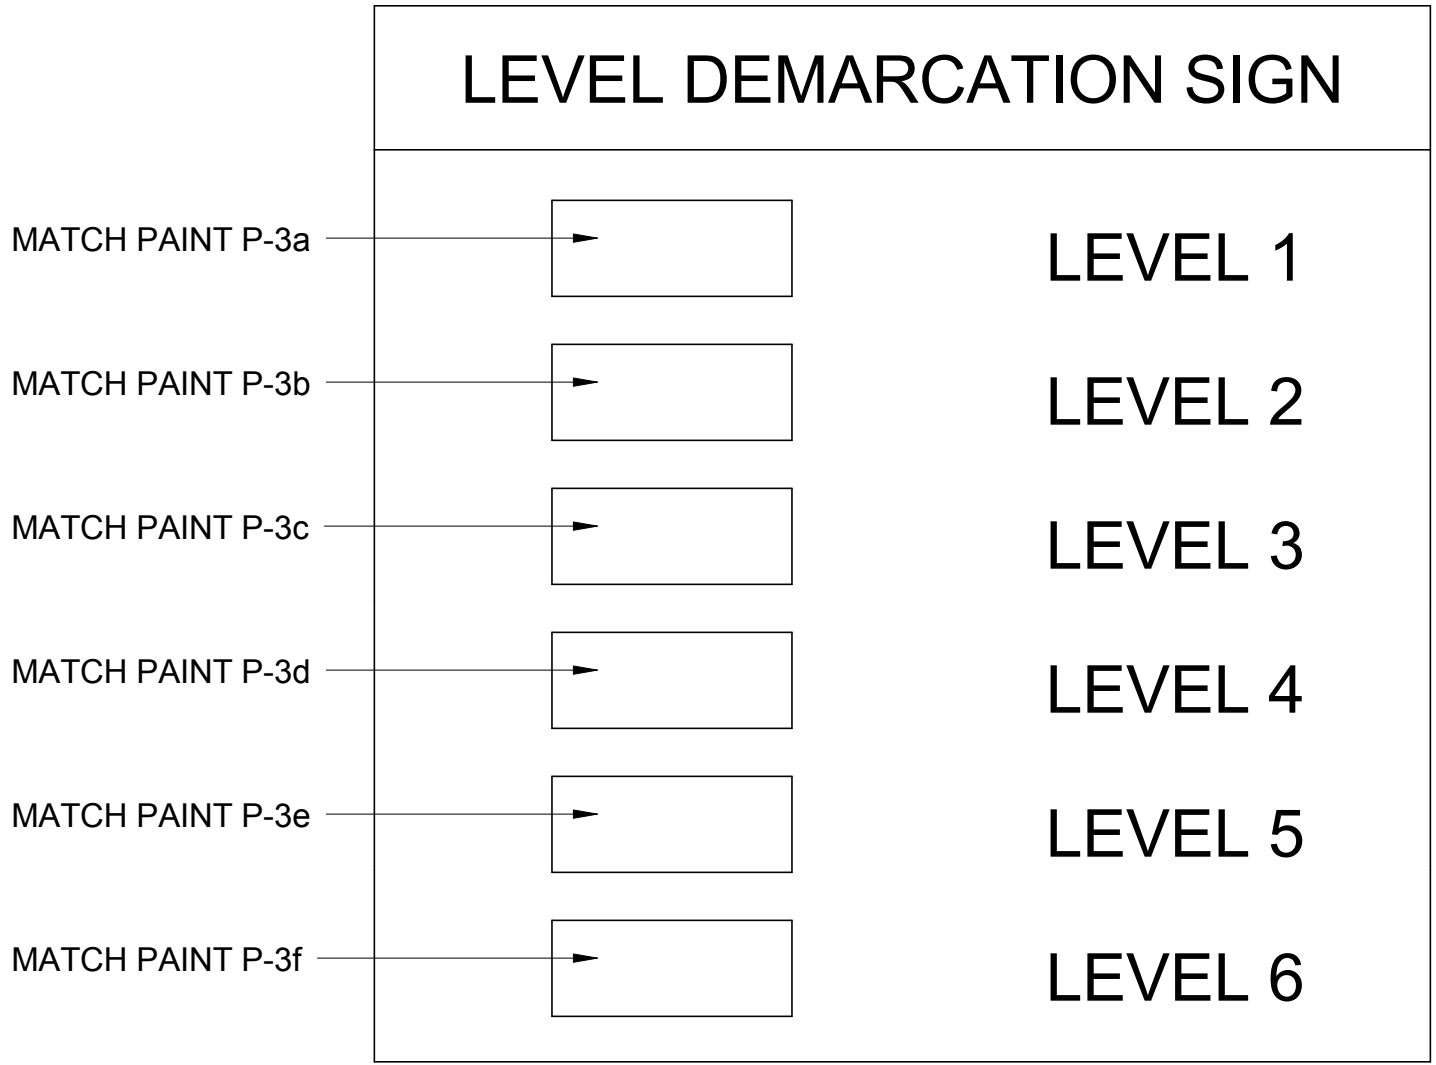 LEVEL DEMARCATION SIGN
MATCH PAINT P-3a
LEVEL 1
MATCH PAINT P-3b
LEVEL 2
MATCH PAINT P-3c
LEVEL 3
MATCH PAINT P-3d
LEVEL 4
MATCH PAINT P-3e
LEVEL 5
MATCH PAINT P-3f
LEVEL 6